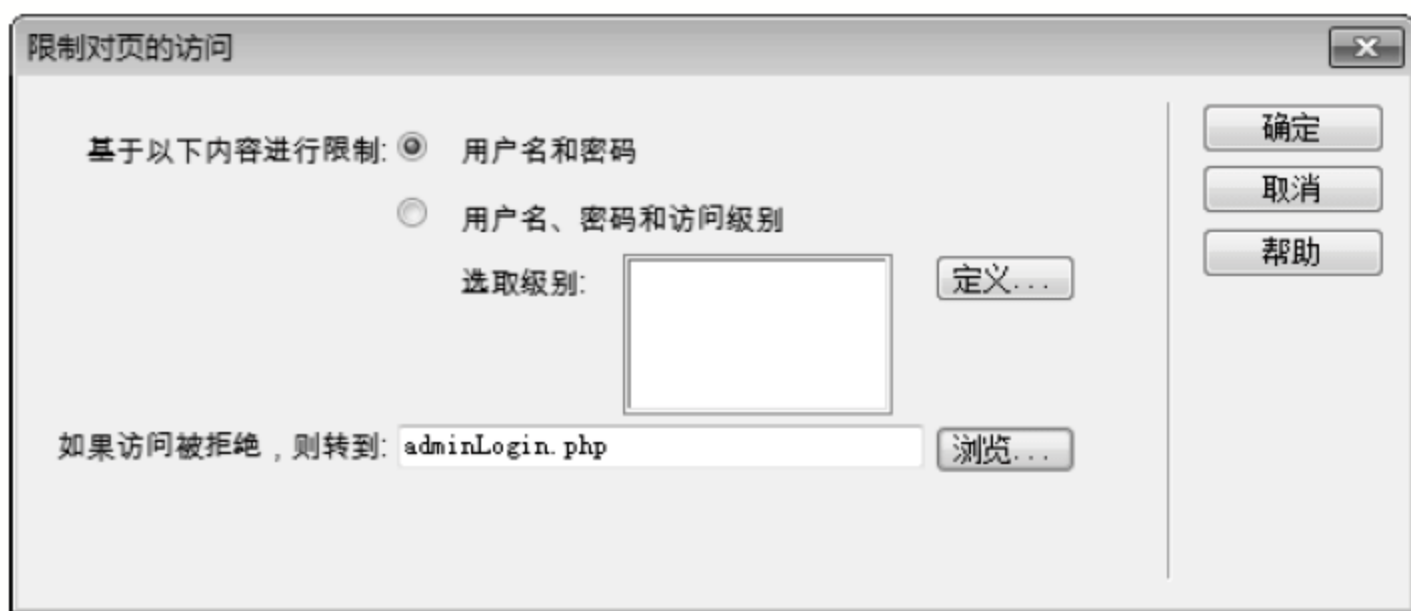 限制对页的访问
基于以下内容进行限制: 用户名和密码
确定
用户名、密码和访问级别
取消
选取级别:
定义...
帮助
如果访问被拒绝，则转到: adminLogin.php
浏览...